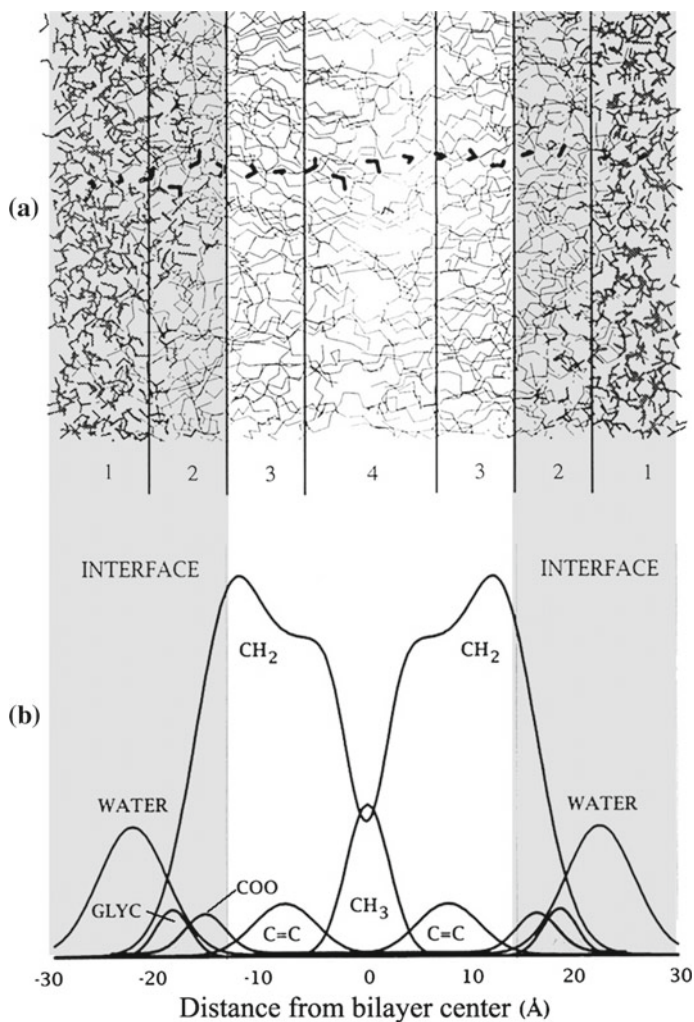 (a)
1 2 3 4 3 2 1
INTERFACE INTERFACE
CH2 CH2
(b)
WATER WATER
COO
GLYC
CH3
C=C C=C
-30 -20 -10 0 10 20 30
Distance from bilayer center (Å)